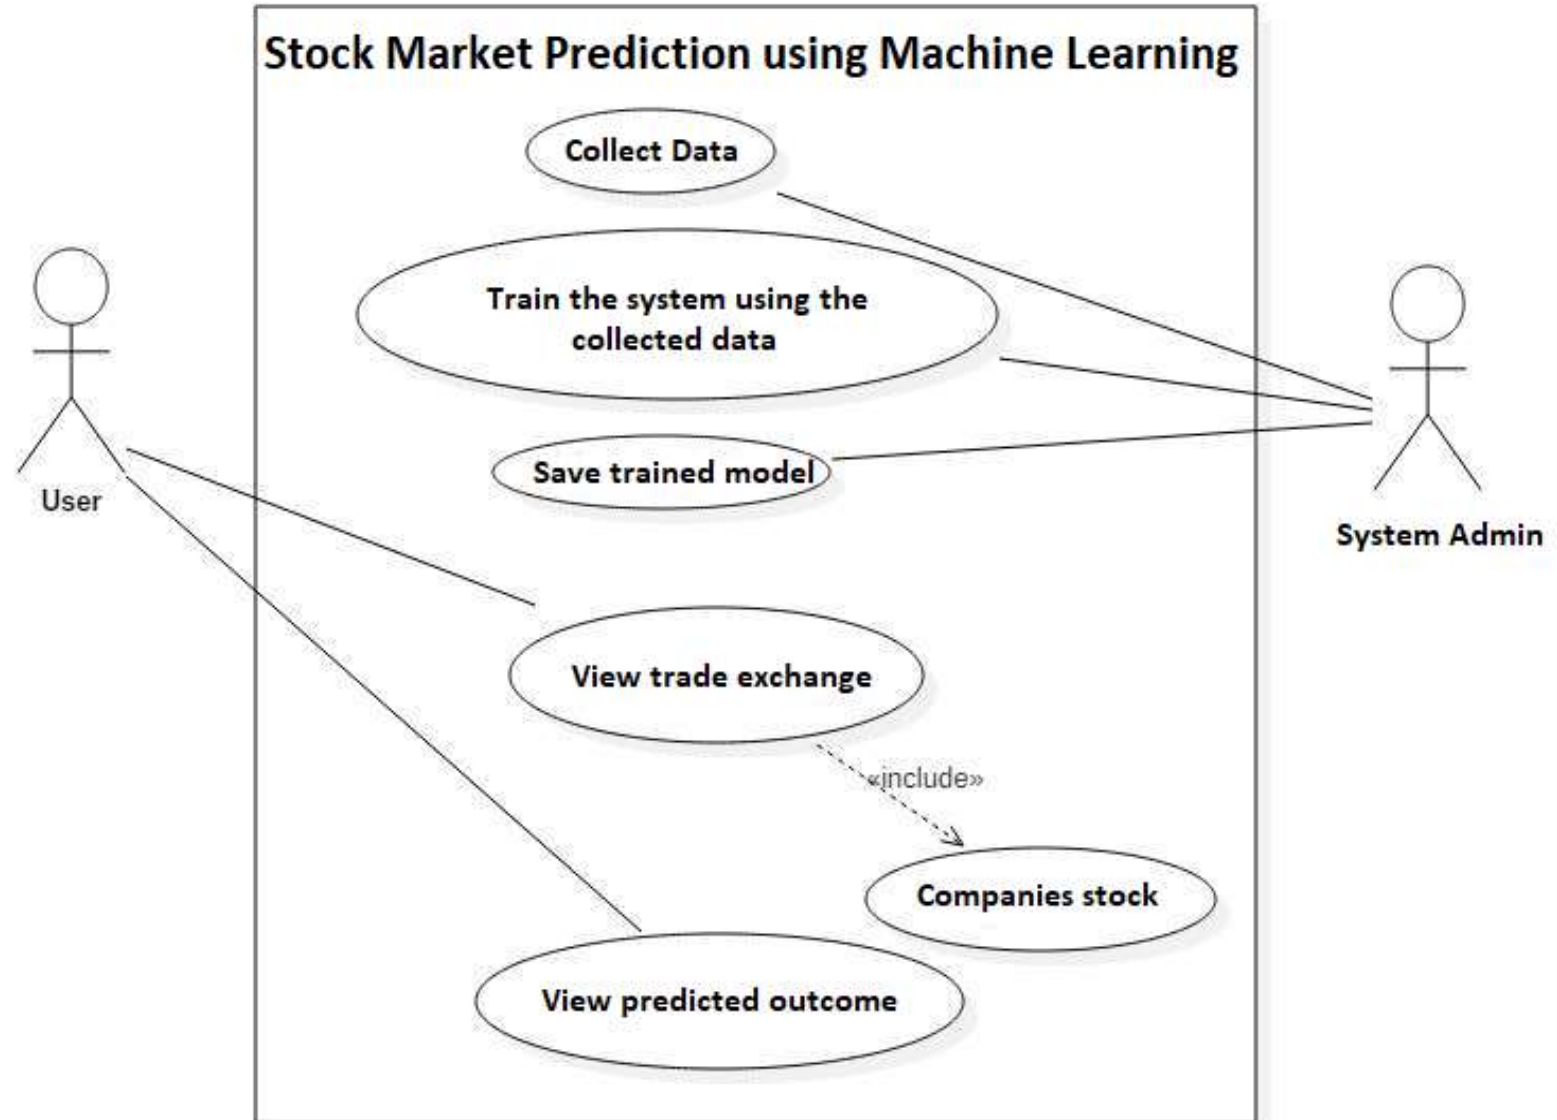 Stock Market Prediction using Machine Learning
Collect Data
Train the system using the
collected data
Save trained model
User
System Admin
View trade exchange
«include»
Companies stock
View predicted outcome